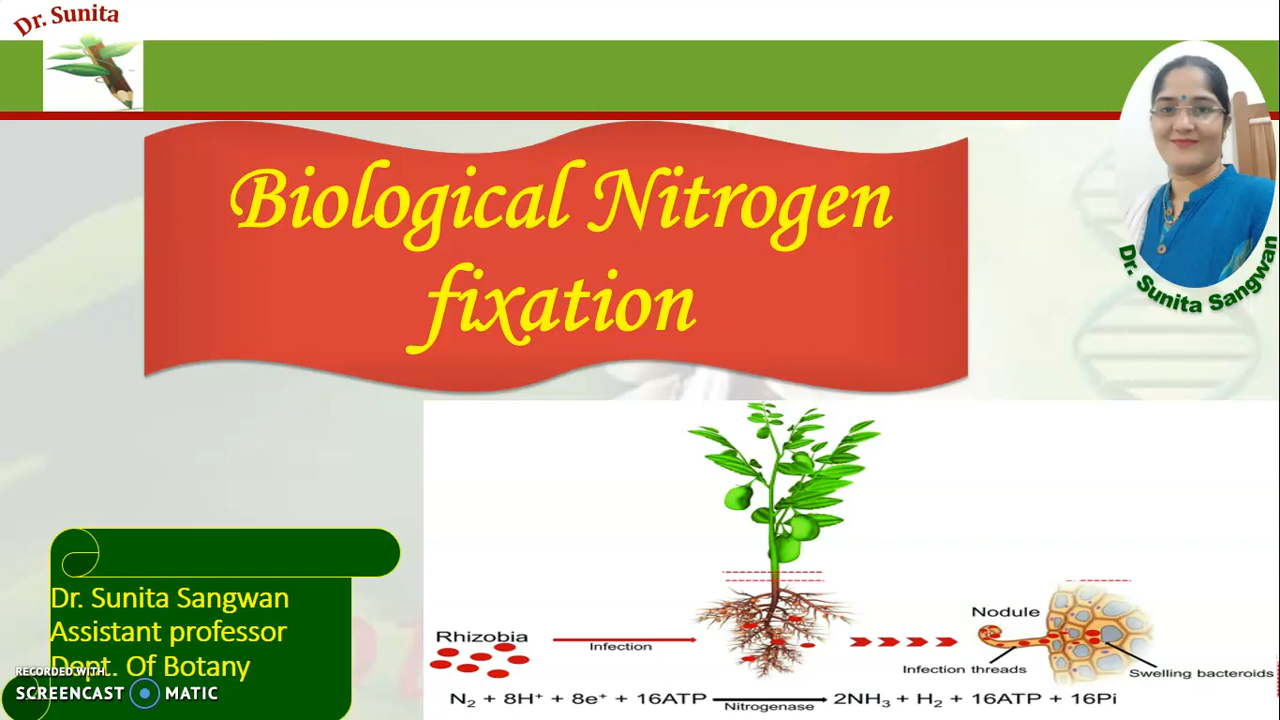 Dr. Sunita
Biological Nitrogen
fixation
Dr. Sunita Sangwan
Dr. Sunita Sangwan
Assistant professor
Dept. Of Botany
RECORDED WITH
SCREENCAST MATIC
Rhizobia
Infection
Nodule
Infection threads
Swelling bacteroids
N₂ + 8H⁺ + 8e⁺ + 16ATP Nitrogenase 2NH₃ + H₂ + 16ATP + 16Pi